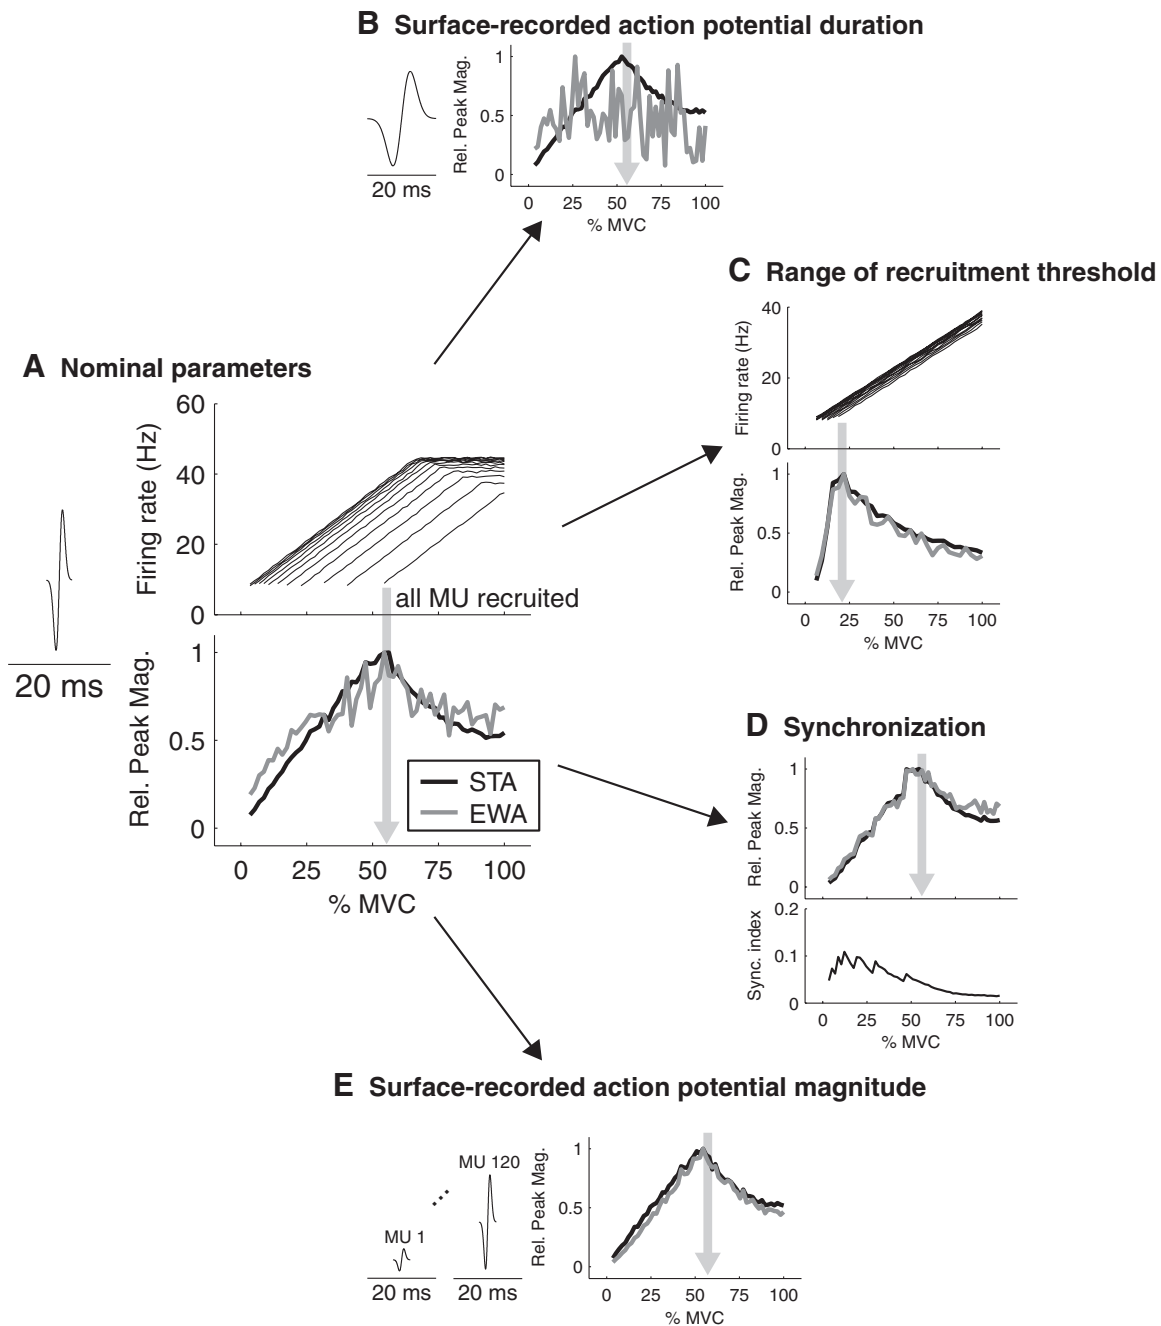 B Surface-recorded action potential duration
1
0.5
0
Rel. Peak Mag.
20 ms
0 25 50 75 100
% MVC
C Range of recruitment threshold
40
20
0
Firing rate (Hz)
1
0.5
0
Rel. Peak Mag.
0 25 50 75 100
% MVC
A Nominal parameters
60
40
20
0
Firing rate (Hz)
all MU recruited
20 ms
1
0.5
0
Rel. Peak Mag.
STA
EWA
0 25 50 75 100
% MVC
D Synchronization
1
0.5
0
Rel. Peak Mag.
0.2
0.1
0
Sync. index
0 25 50 75 100
% MVC
E Surface-recorded action potential magnitude
MU 120
MU 1
20 ms 20 ms
1
0.5
0
Rel. Peak Mag.
0 25 50 75 100
% MVC